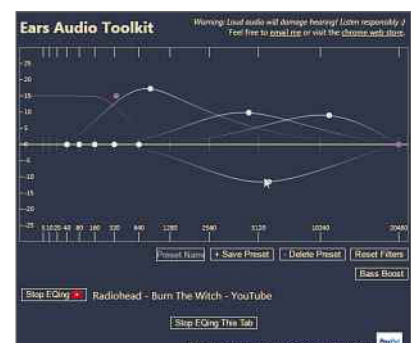 Ears Audio Toolkit
Warning: Loud audio will damage hearing! Listen responsibly :)
Feel free to email me or visit the chrome web store.
-25
-20
-15
-10
-5
-0
-5
-10
-15
-20
-25
40 80 160 320 640 1280 2560 5120 10240 20480
Preset Name + Save Preset - Delete Preset Reset Filters
Bass Boost
Stop EQing Radiohead - Burn The Witch - YouTube
Stop EQing This Tab
PayPal